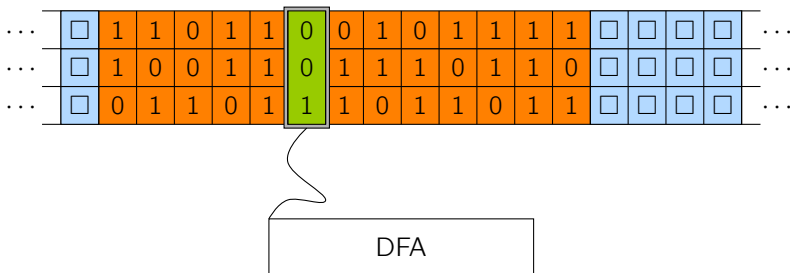 ⋯ □ 1 1 0 1 1 0 0 1 0 1 1 1 1 □ □ □ □ ⋯
⋯ □ 1 0 0 1 1 0 1 1 1 0 1 1 0 □ □ □ □ ⋯
⋯ □ 0 1 1 0 1 1 1 0 1 1 0 1 1 □ □ □ □ ⋯
DFA